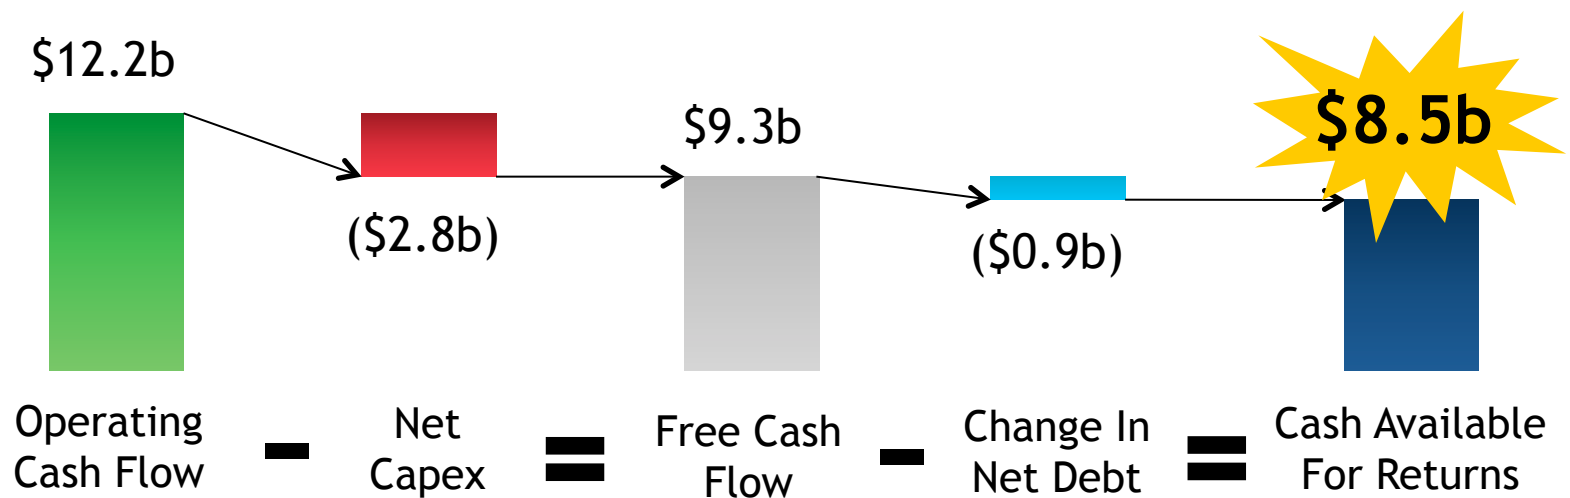 $12.2b
($2.8b)
$9.3b
($0.9b)
$8.5b
Operating
Cash Flow
-
Net
Capex
=
Free Cash
Flow
-
Change In
Net Debt
=
Cash Available
For Returns